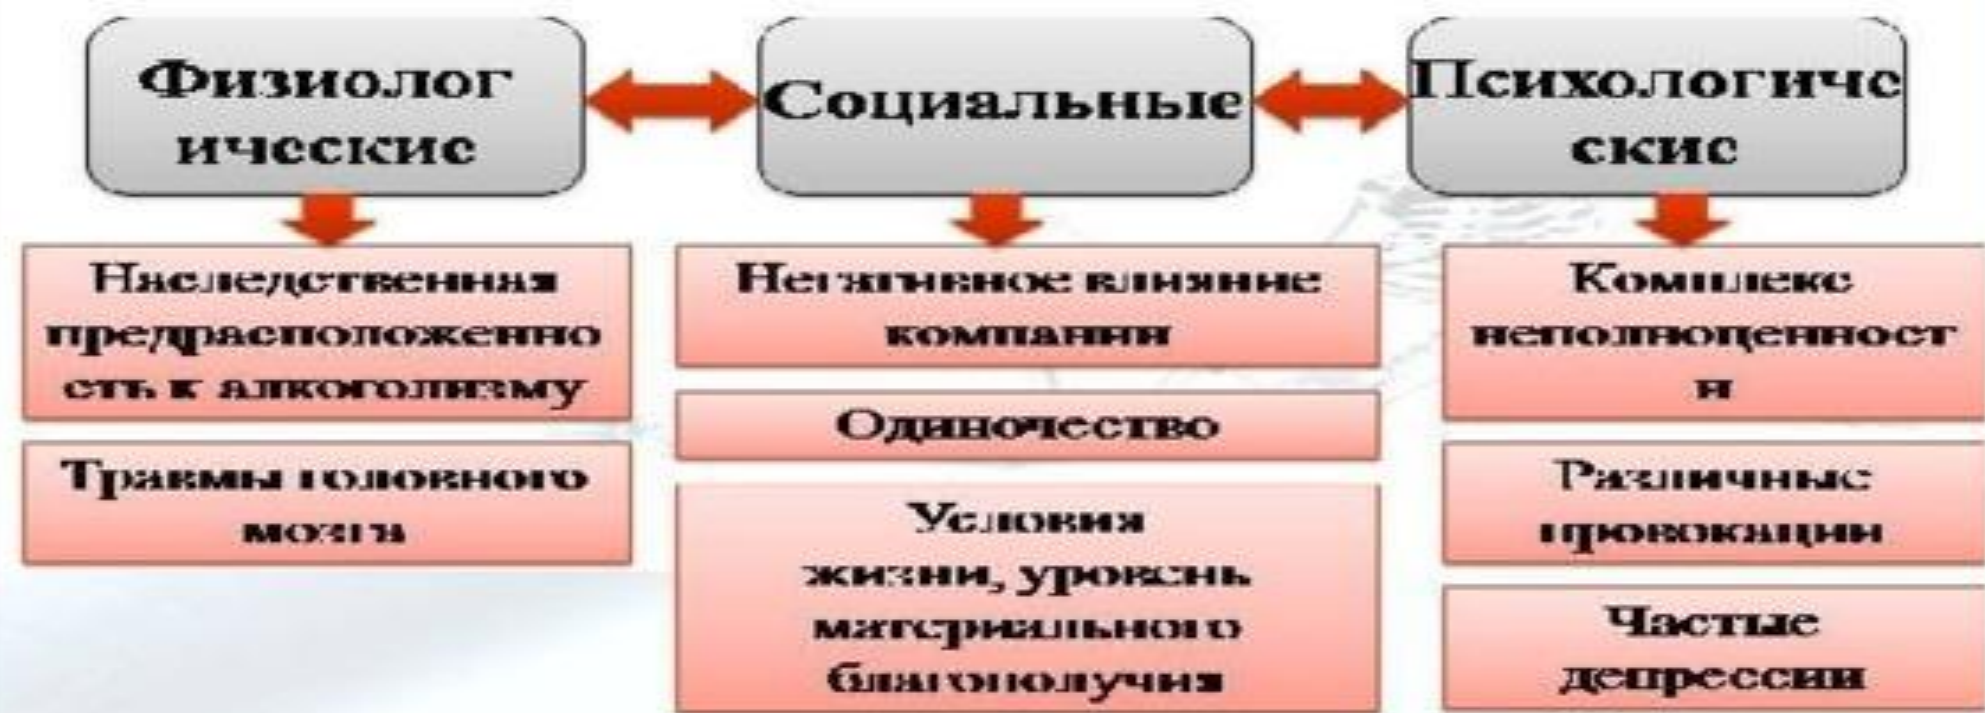 Физиолог
ические
Социальные
Психологиче
ские
Наследственная
предрасположенно
сть к алкоголизму
Травмы головного
мозга
Негативное влияние
компании
Одиночество
Условия
жизни, уровень
материального
благополучия
Комплекс
неполноценност
и
Различные
провокации
Частые
депрессии